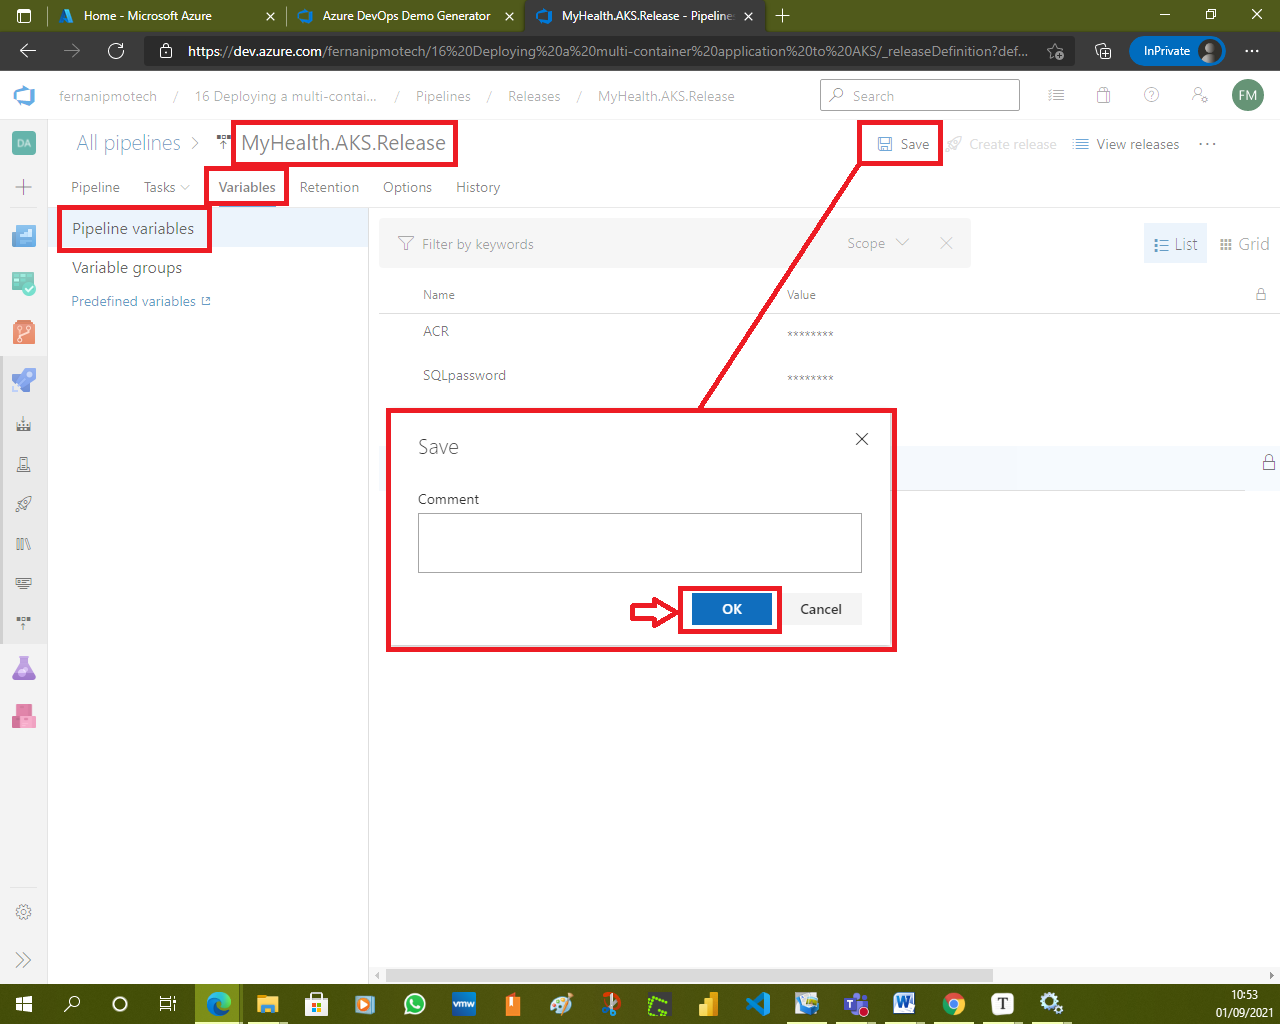 Home - Microsoft Azure
Azure DevOps Demo Generator
MyHealth.AKS.Release - Pipelines
https://dev.azure.com/fernanipmotech/16%20Deploying%20a%20multi-container%20application%20to%20AKS/_releaseDefinition?def...
InPrivate
fernanipmotech / 16 Deploying a multi-contai... / Pipelines / Releases / MyHealth.AKS.Release
Search
FM
DA
All pipelines > MyHealth.AKS.Release
Save
Create release
View releases
Pipeline
Tasks
Variables
Retention
Options
History
Pipeline variables
Variable groups
Predefined variables
Filter by keywords
Scope
List
Grid
Name
Value
ACR
********
SQLpassword
********
Save
Comment
OK
Cancel
vmw
T
10:53
01/09/2021